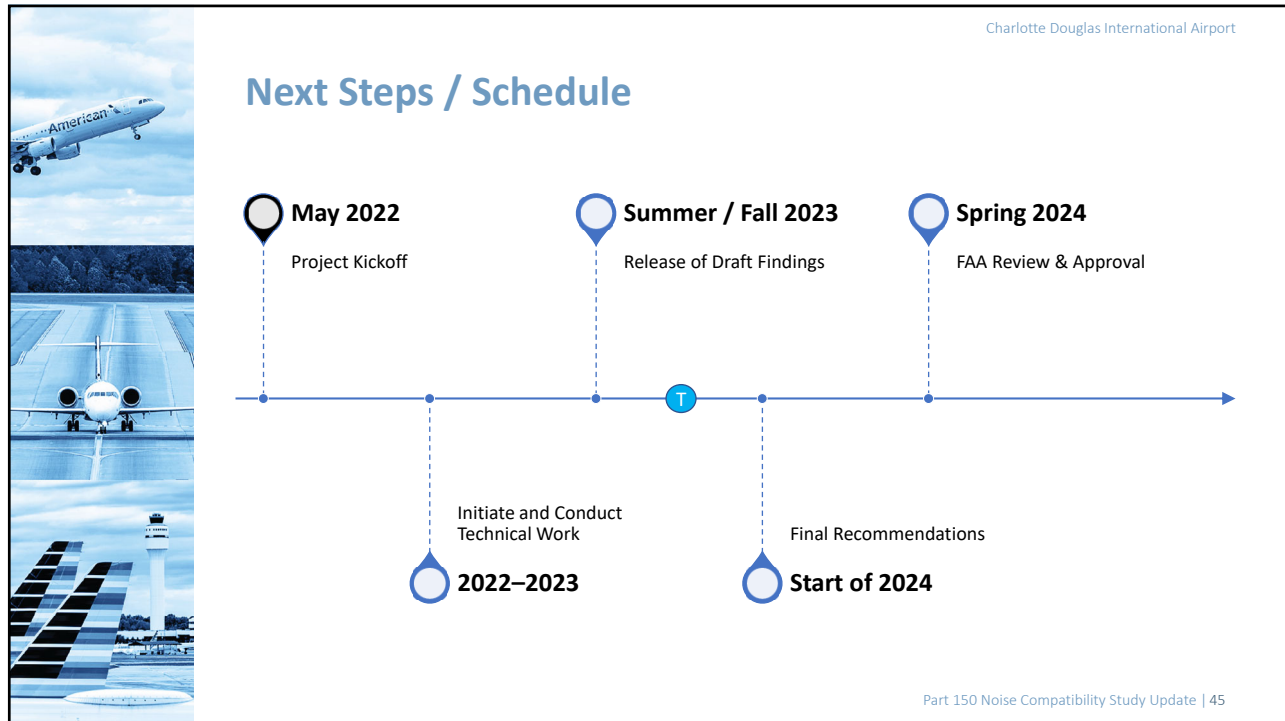 Charlotte Douglas International Airport
Next Steps / Schedule
American
May 2022
Project Kickoff
Summer / Fall 2023
Release of Draft Findings
Spring 2024
FAA Review & Approval
T
Initiate and Conduct
Technical Work
2022–2023
Final Recommendations
Start of 2024
Part 150 Noise Compatibility Study Update | 45